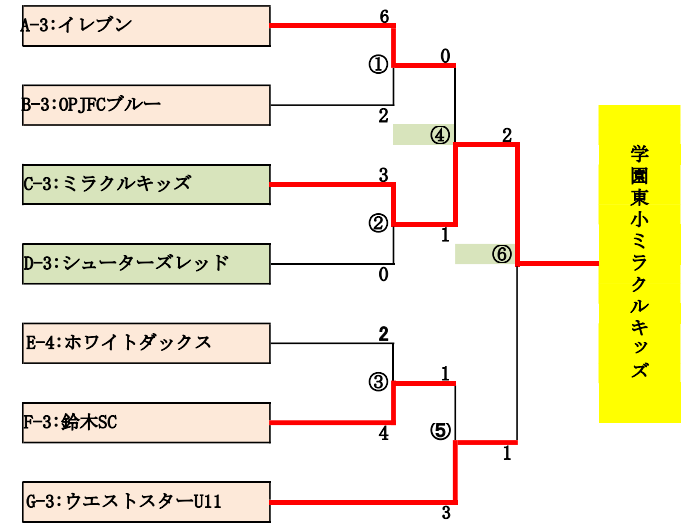 A-3:イレブン
6
①
0
B-3:OPJFCブルー
2
④
2
C-3:ミラクルキッズ
3
②
1
D-3:シューターズレッド
0
⑥
学園東小ミラクルキッズ
E-4:ホワイトダックス
2
③
1
F-3:鈴木SC
4
⑤
1
G-3:ウエストスターU11
3